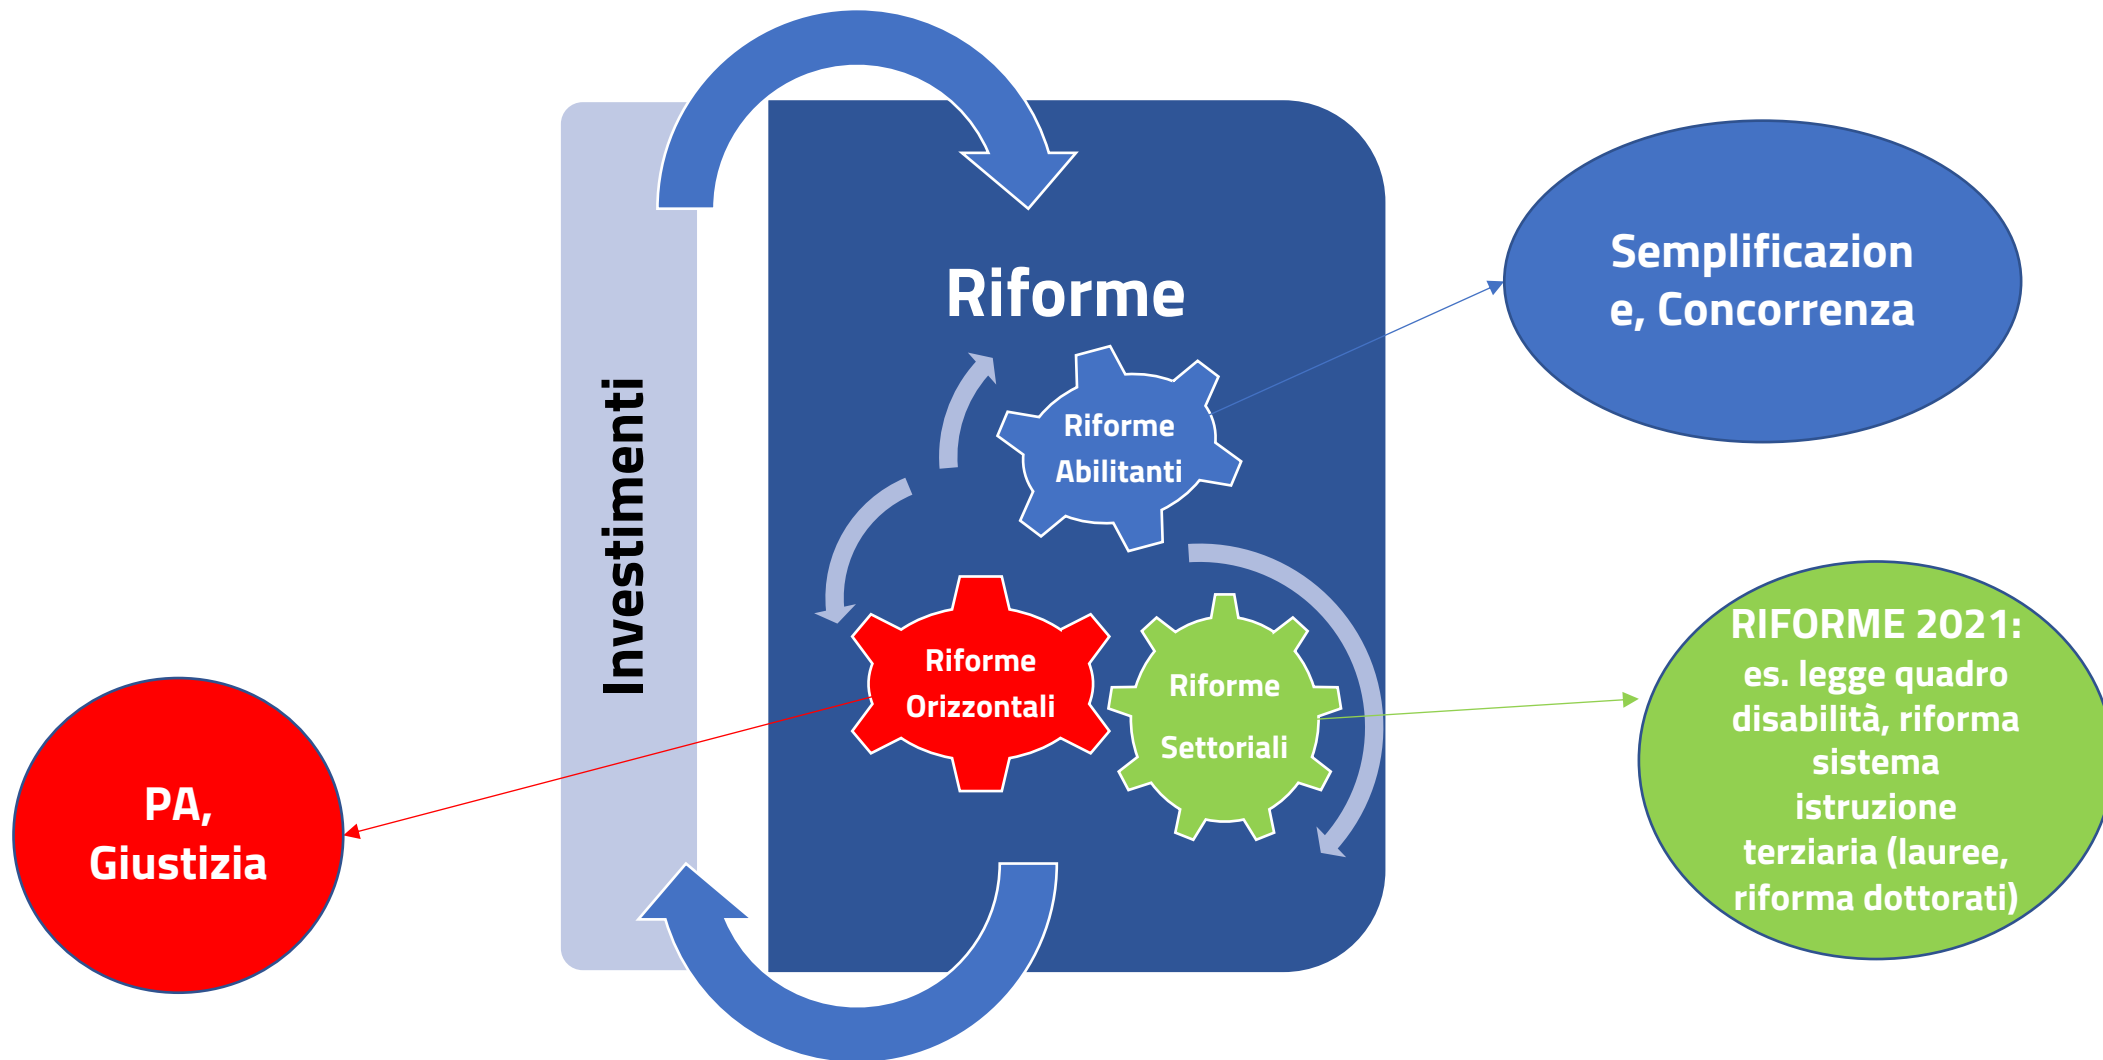 Investimenti
Riforme
Riforme
Abilitanti
Riforme
Orizzontali
Riforme
Settoriali
Semplificazion
e, Concorrenza
RIFORME 2021:
es. legge quadro
disabilità, riforma
sistema
istruzione
terziaria (lauree,
riforma dottorati)
PA,
Giustizia